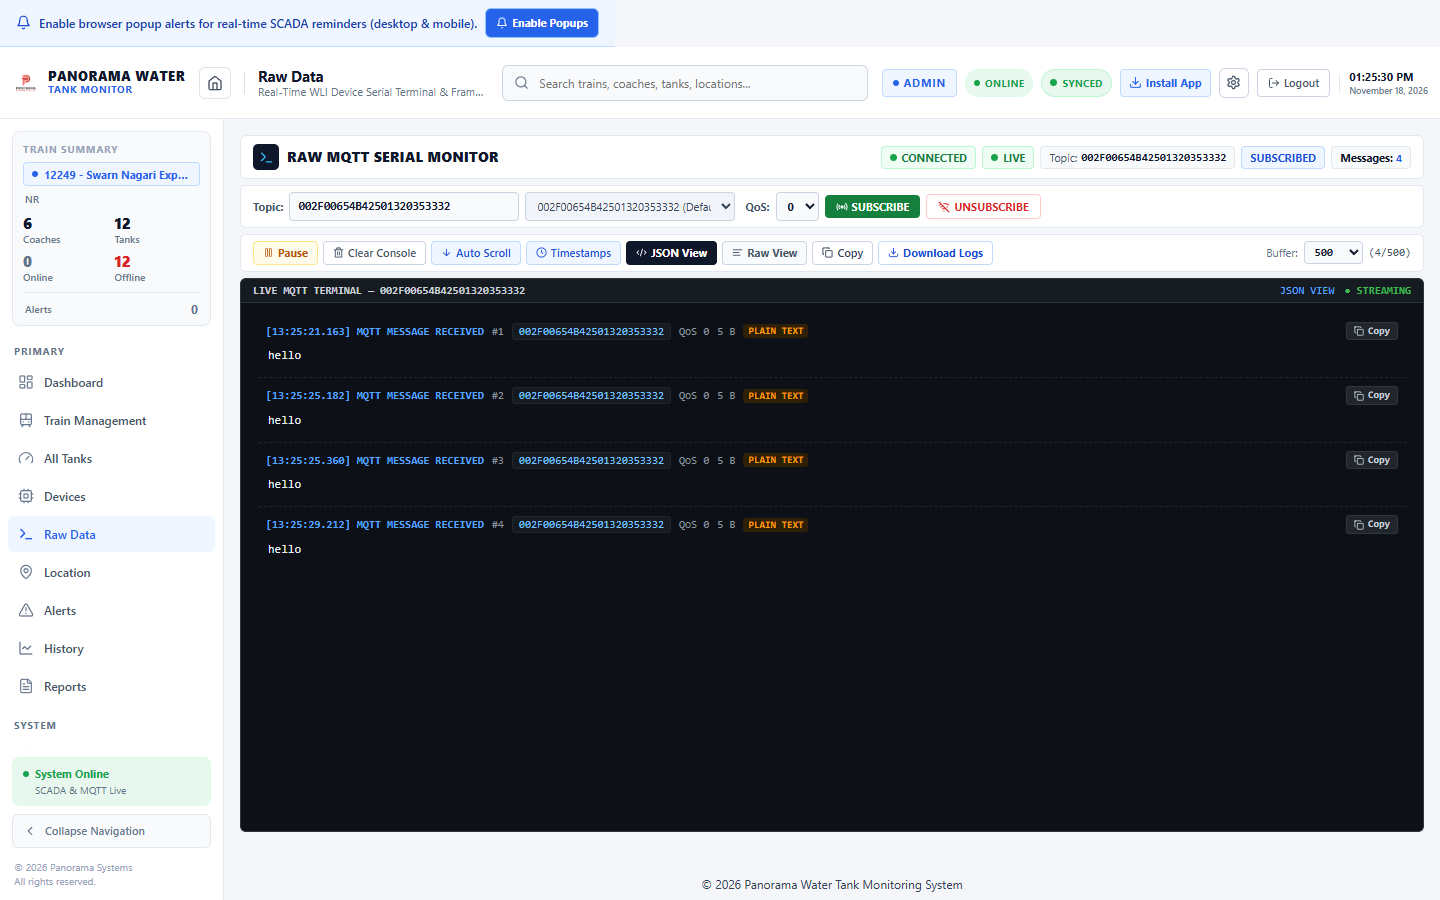 Enable browser popup alerts for real-time SCADA reminders (desktop & mobile).
Enable Popups
PANORAMA WATER
TANK MONITOR
Raw Data
Real-Time WLI Device Serial Terminal & Fram...
Search trains, coaches, tanks, locations...
ADMIN
ONLINE
SYNCED
Install App
Logout
01:25:30 PM
November 18, 2026
TRAIN SUMMARY
12249 - Swarn Nagari Exp...
NR
6 12
Coaches Tanks
0 12
Online Offline
Alerts 0
PRIMARY
Dashboard
Train Management
All Tanks
Devices
Raw Data
Location
Alerts
History
Reports
SYSTEM
System Online
SCADA & MQTT Live
Collapse Navigation
© 2026 Panorama Systems
All rights reserved.
RAW MQTT SERIAL MONITOR
CONNECTED
LIVE
Topic: 002F00654B42501320353332
SUBSCRIBED
Messages: 4
Topic: 002F00654B42501320353332
002F00654B42501320353332 (Defau
QoS: 0
SUBSCRIBE
UNSUBSCRIBE
Pause
Clear Console
Auto Scroll
Timestamps
JSON View
Raw View
Copy
Download Logs
Buffer: 500 (4/500)
LIVE MQTT TERMINAL — 002F00654B42501320353332
JSON VIEW ● STREAMING
[13:25:21.163] MQTT MESSAGE RECEIVED #1 002F00654B42501320353332 QoS 0 5 B PLAIN TEXT Copy
hello
[13:25:25.182] MQTT MESSAGE RECEIVED #2 002F00654B42501320353332 QoS 0 5 B PLAIN TEXT Copy
hello
[13:25:25.360] MQTT MESSAGE RECEIVED #3 002F00654B42501320353332 QoS 0 5 B PLAIN TEXT Copy
hello
[13:25:29.212] MQTT MESSAGE RECEIVED #4 002F00654B42501320353332 QoS 0 5 B PLAIN TEXT Copy
hello
© 2026 Panorama Water Tank Monitoring System